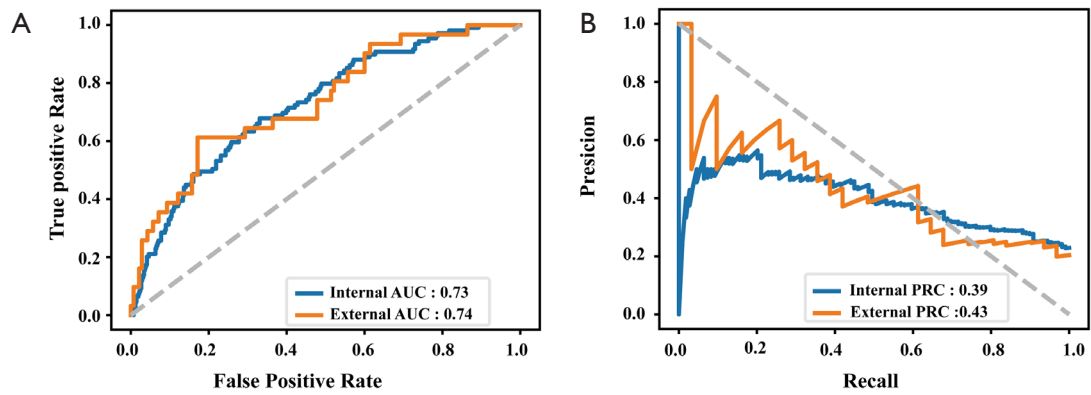 A
True positive Rate
1.0
0.8
0.6
0.4
0.2
0.0
Internal AUC : 0.73
External AUC : 0.74
0.0 0.2 0.4 0.6 0.8 1.0
False Positive Rate
B
Presicion
1.0
0.8
0.6
0.4
0.2
0.0
Internal PRC : 0.39
External PRC :0.43
0.0 0.2 0.4 0.6 0.8 1.0
Recall